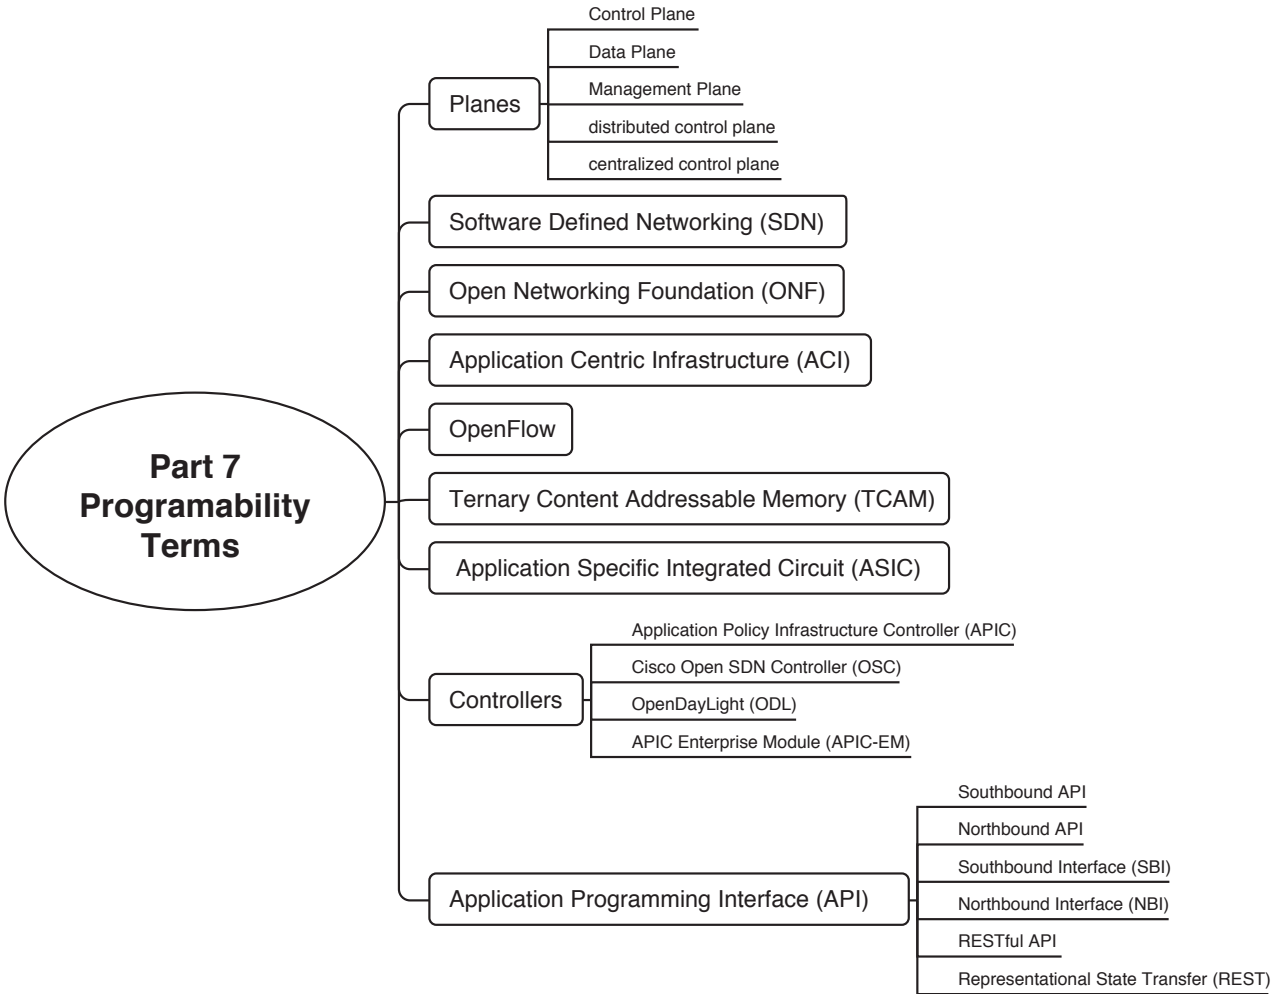 Control Plane
Data Plane
Management Plane
distributed control plane
centralized control plane
Planes
Software Defined Networking (SDN)
Open Networking Foundation (ONF)
Application Centric Infrastructure (ACI)
OpenFlow
Part 7
Programability
Terms
Ternary Content Addressable Memory (TCAM)
Application Specific Integrated Circuit (ASIC)
Application Policy Infrastructure Controller (APIC)
Cisco Open SDN Controller (OSC)
OpenDayLight (ODL)
APIC Enterprise Module (APIC-EM)
Controllers
Southbound API
Northbound API
Southbound Interface (SBI)
Northbound Interface (NBI)
RESTful API
Representational State Transfer (REST)
Application Programming Interface (API)